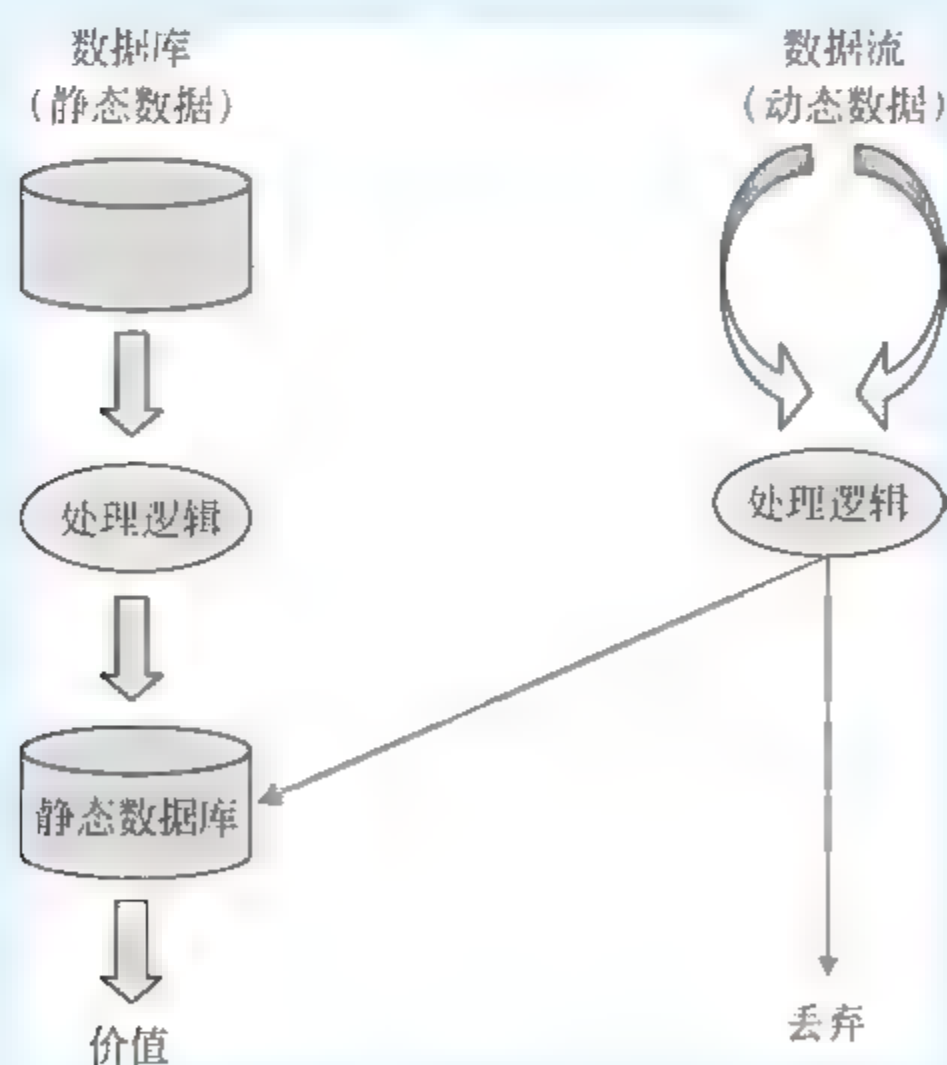 数据库
（静态数据）
处理逻辑
静态数据库
价值
数据流
（动态数据）
处理逻辑
丢弃